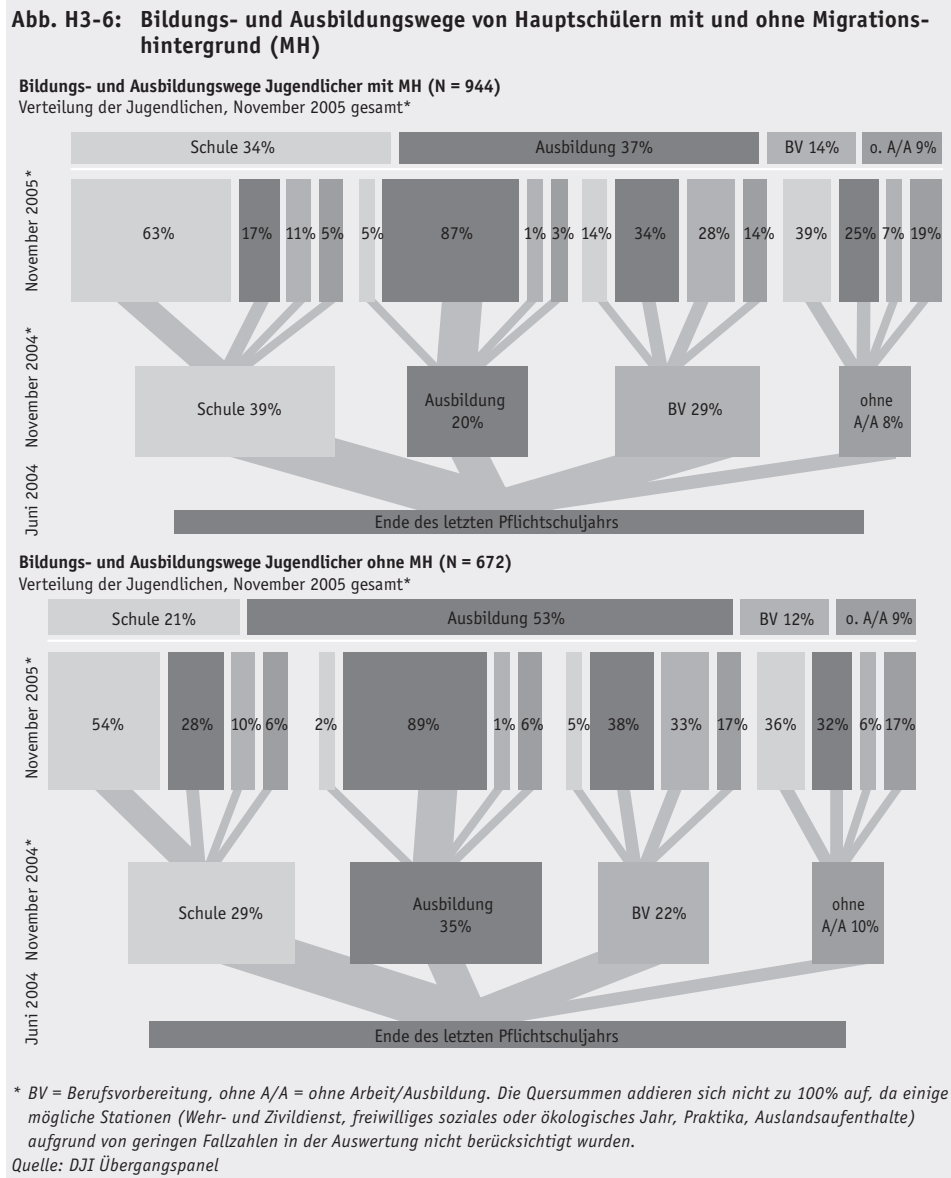 Abb. H3-6: Bildungs- und Ausbildungswege von Hauptschülern mit und ohne Migrations-
hintergrund (MH)
Bildungs- und Ausbildungswege Jugendlicher mit MH (N = 944)
Verteilung der Jugendlichen, November 2005 gesamt*
Schule 34% Ausbildung 37% BV 14% o. A/A 9%
November 2005*
63% 17% 11% 5% 5% 87% 1% 3% 14% 34% 28% 14% 39% 25% 7% 19%
November 2004*
Schule 39%
Ausbildung
20%
BV 29%
ohne
A/A 8%
Juni 2004
Ende des letzten Pflichtschuljahrs
Bildungs- und Ausbildungswege Jugendlicher ohne MH (N = 672)
Verteilung der Jugendlichen, November 2005 gesamt*
Schule 21% Ausbildung 53% BV 12% o. A/A 9%
November 2005*
54% 28% 10% 6% 2% 89% 1% 6% 5% 38% 33% 17% 36% 32% 6% 17%
November 2004*
Schule 29%
Ausbildung
35%
BV 22%
ohne
A/A 10%
Juni 2004
Ende des letzten Pflichtschuljahrs
* BV = Berufsvorbereitung, ohne A/A = ohne Arbeit/Ausbildung. Die Quersummen addieren sich nicht zu 100% auf, da einige
mögliche Stationen (Wehr- und Zivildienst, freiwilliges soziales oder ökologisches Jahr, Praktika, Auslandsaufenthalte)
aufgrund von geringen Fallzahlen in der Auswertung nicht berücksichtigt wurden.
Quelle: DJI Übergangspanel